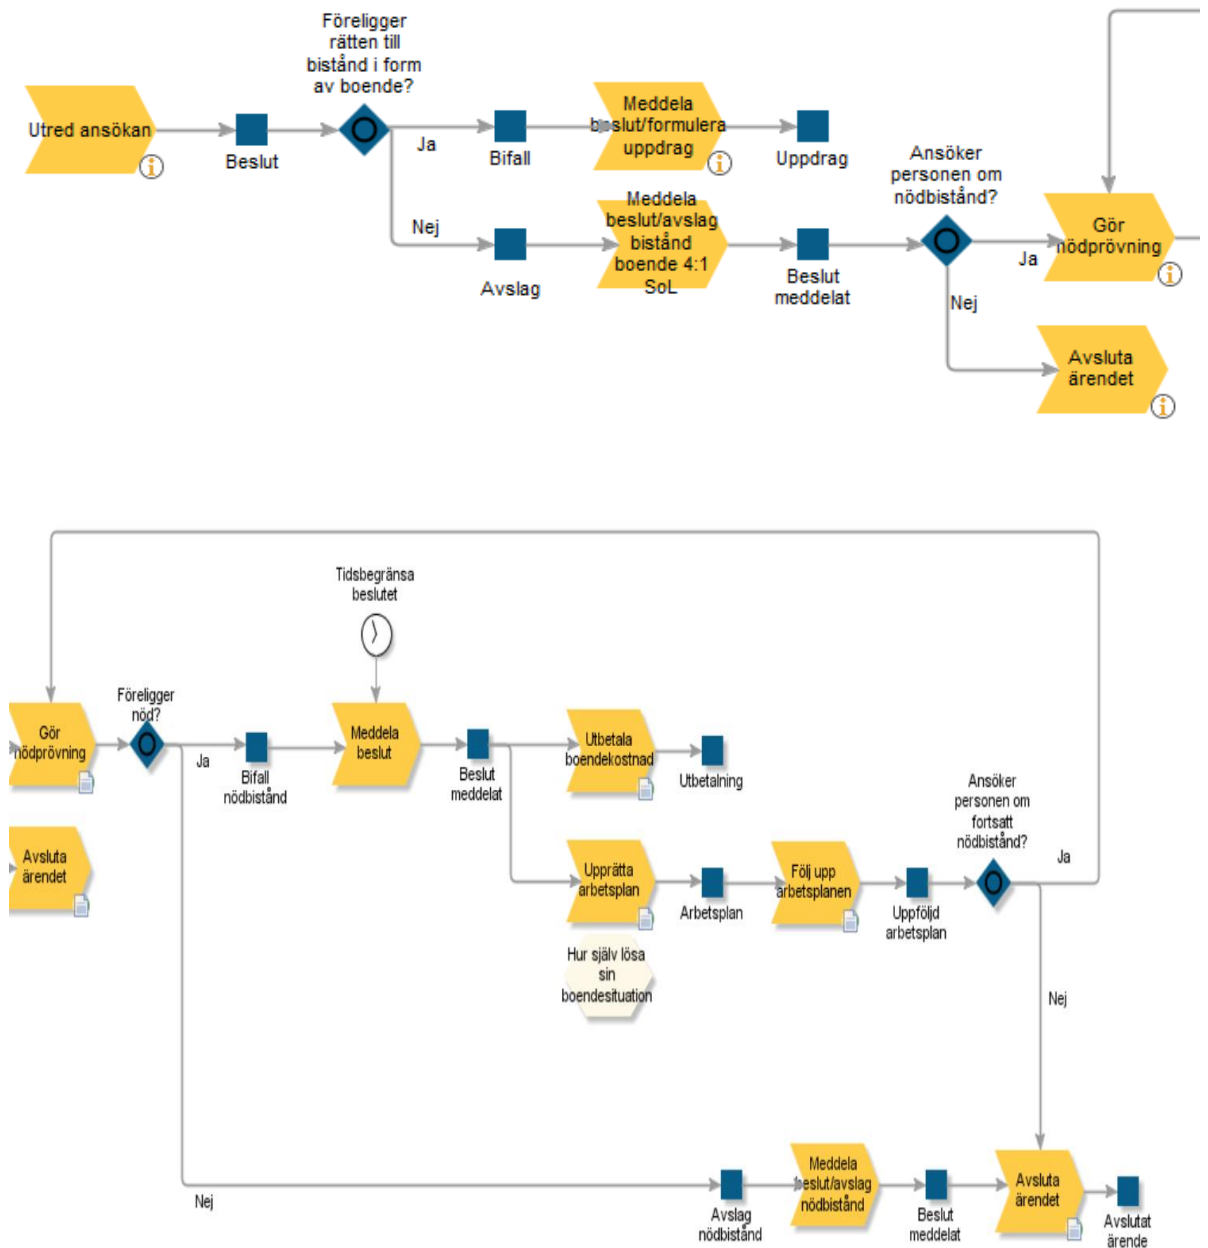 Föreligger
rätten till
bistånd i form
av boende?
Utred ansökan
Beslut
Ja
Bifall
Meddela
beslut/formulera
uppdrag
Uppdrag
Nej
Avslag
Meddela
beslut/avslag
bistånd
boende 4:1
SoL
Beslut
meddelat
Ansöker
personen om
nödbistånd?
Ja
Gör
nödprövning
Nej
Avsluta
ärendet
Tidsbegränsa
beslutet
Gör
nödprövning
Föreligger
nöd?
Ja
Bifall
nödbistånd
Meddela
beslut
Beslut
meddelat
Utbetala
boendekostnad
Utbetalning
Avsluta
ärendet
Upprätta
arbetsplan
Arbetsplan
Följ upp
arbetsplanen
Uppföljd
arbetsplan
Ansöker
personen om
fortsatt
nödbistånd?
Ja
Hur själv lösa
sin
boendesituation
Nej
Nej
Avslag
nödbistånd
Meddela
beslut/avslag
nödbistånd
Beslut
meddelat
Avsluta
ärendet
Avslutat
ärende